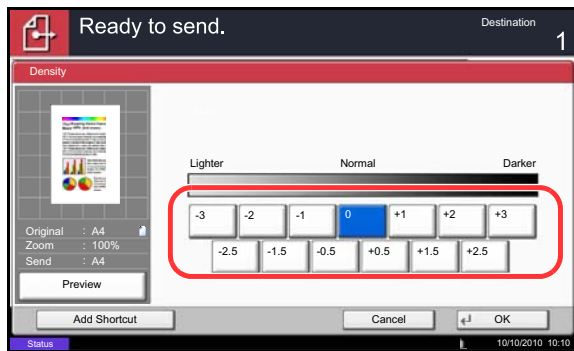 Ready to send.
Destination
1
Density
Lighter Normal Darker
-3 -2 -1 0 +1 +2 +3
-2.5 -1.5 -0.5 +0.5 +1.5 +2.5
Original : A4
Zoom : 100%
Send : A4
Preview
Add Shortcut Cancel OK
Status 10/10/2010 10:10